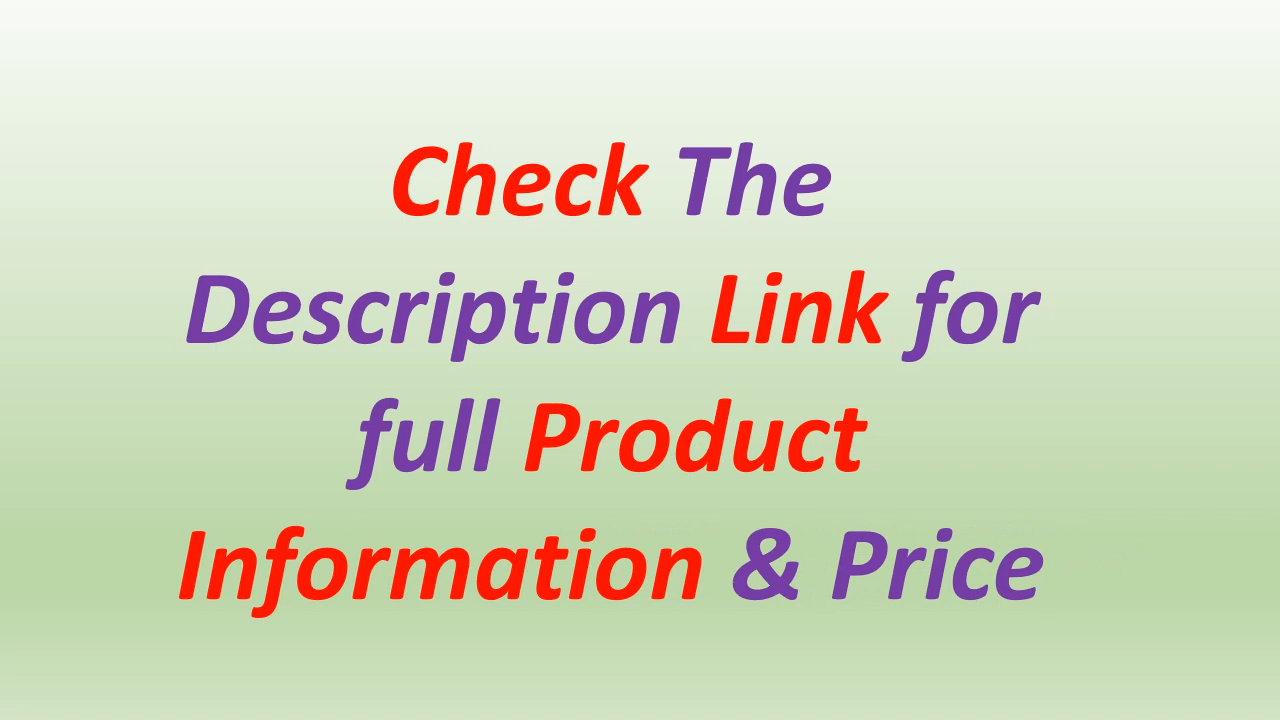 Check The
Description Link for
full Product
Information & Price